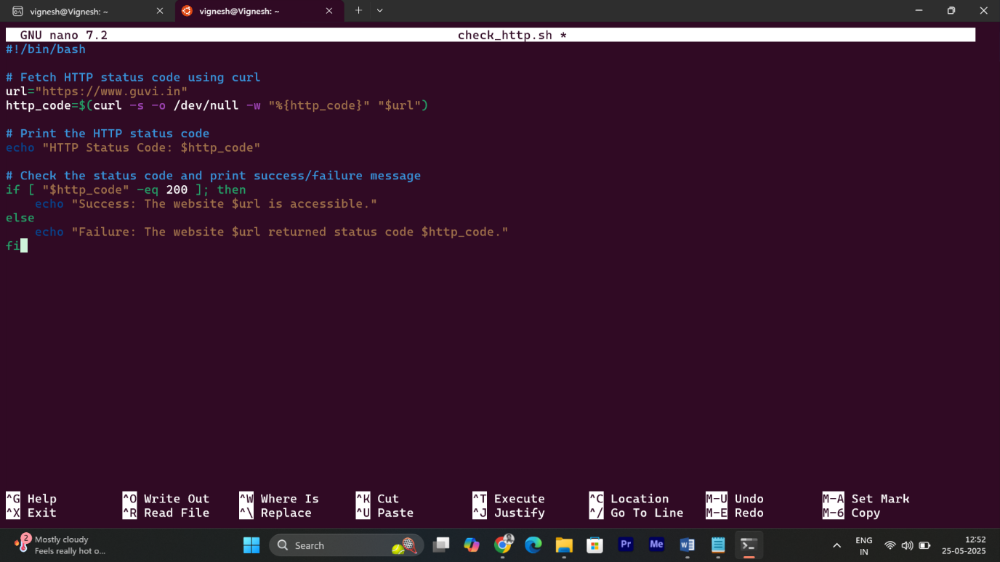 vignesh@Vignesh: ~
vignesh@Vignesh: ~
GNU nano 7.2 check_http.sh *
#!/bin/bash
# Fetch HTTP status code using curl
url="https://www.guvi.in"
http_code=$(curl -s -o /dev/null -w "%{http_code}" "$url")
# Print the HTTP status code
echo "HTTP Status Code: $http_code"
# Check the status code and print success/failure message
if [ "$http_code" -eq 200 ]; then
    echo "Success: The website $url is accessible."
else
    echo "Failure: The website $url returned status code $http_code."
fi
^G Help ^O Write Out ^W Where Is ^K Cut ^T Execute ^C Location M-U Undo M-A Set Mark
^X Exit ^R Read File ^\ Replace ^U Paste ^J Justify ^/ Go To Line M-E Redo M-6 Copy
2
Mostly cloudy
Feels really hot o...
Search
Pr
Me
ENG
IN
12:52
25-05-2025